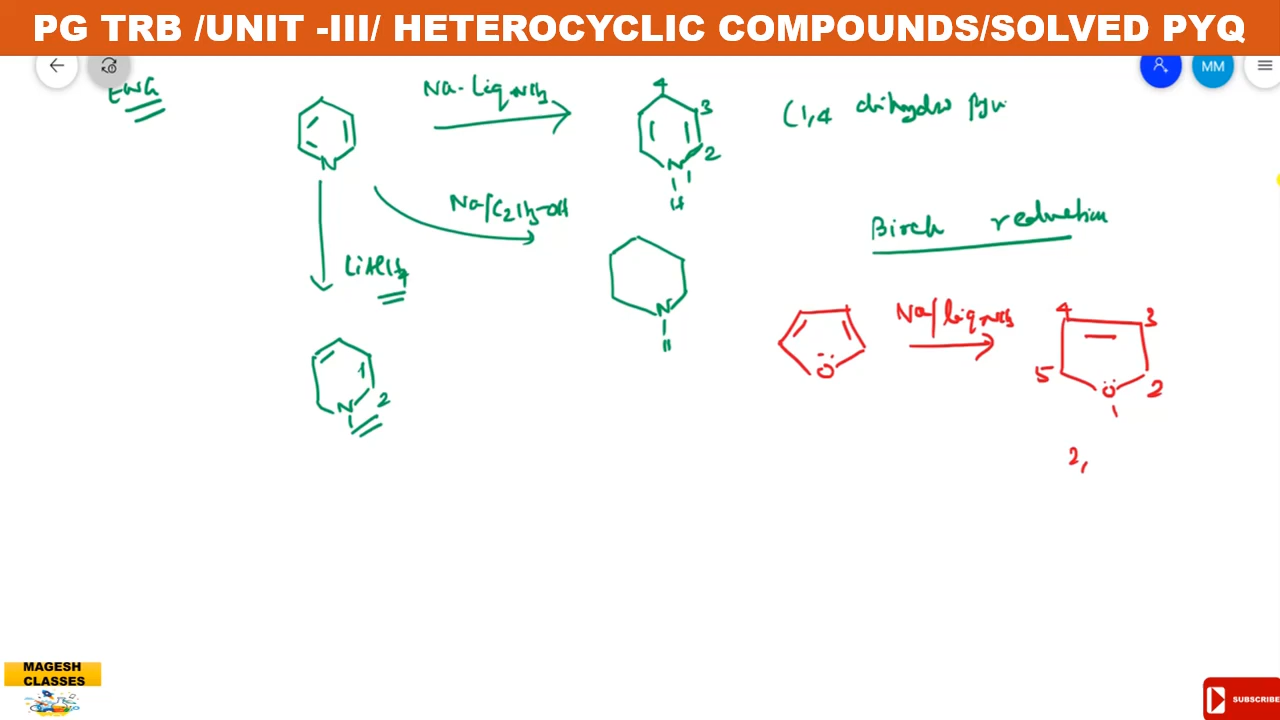 PG TRB /UNIT -III/ HETEROCYCLIC COMPOUNDS/SOLVED PYQ
MM
EWG
Na-Liq NH3
4
3
2
1
N
H
(1,4 dihydro Pyr
N
Na/C2H5-OH
LiAlH4
Birch reduction
N
H
Na/liq NH3
O
4
3
5
2
O
1
1
2
N
2,
MAGESH
CLASSES
SUBSCRIBE